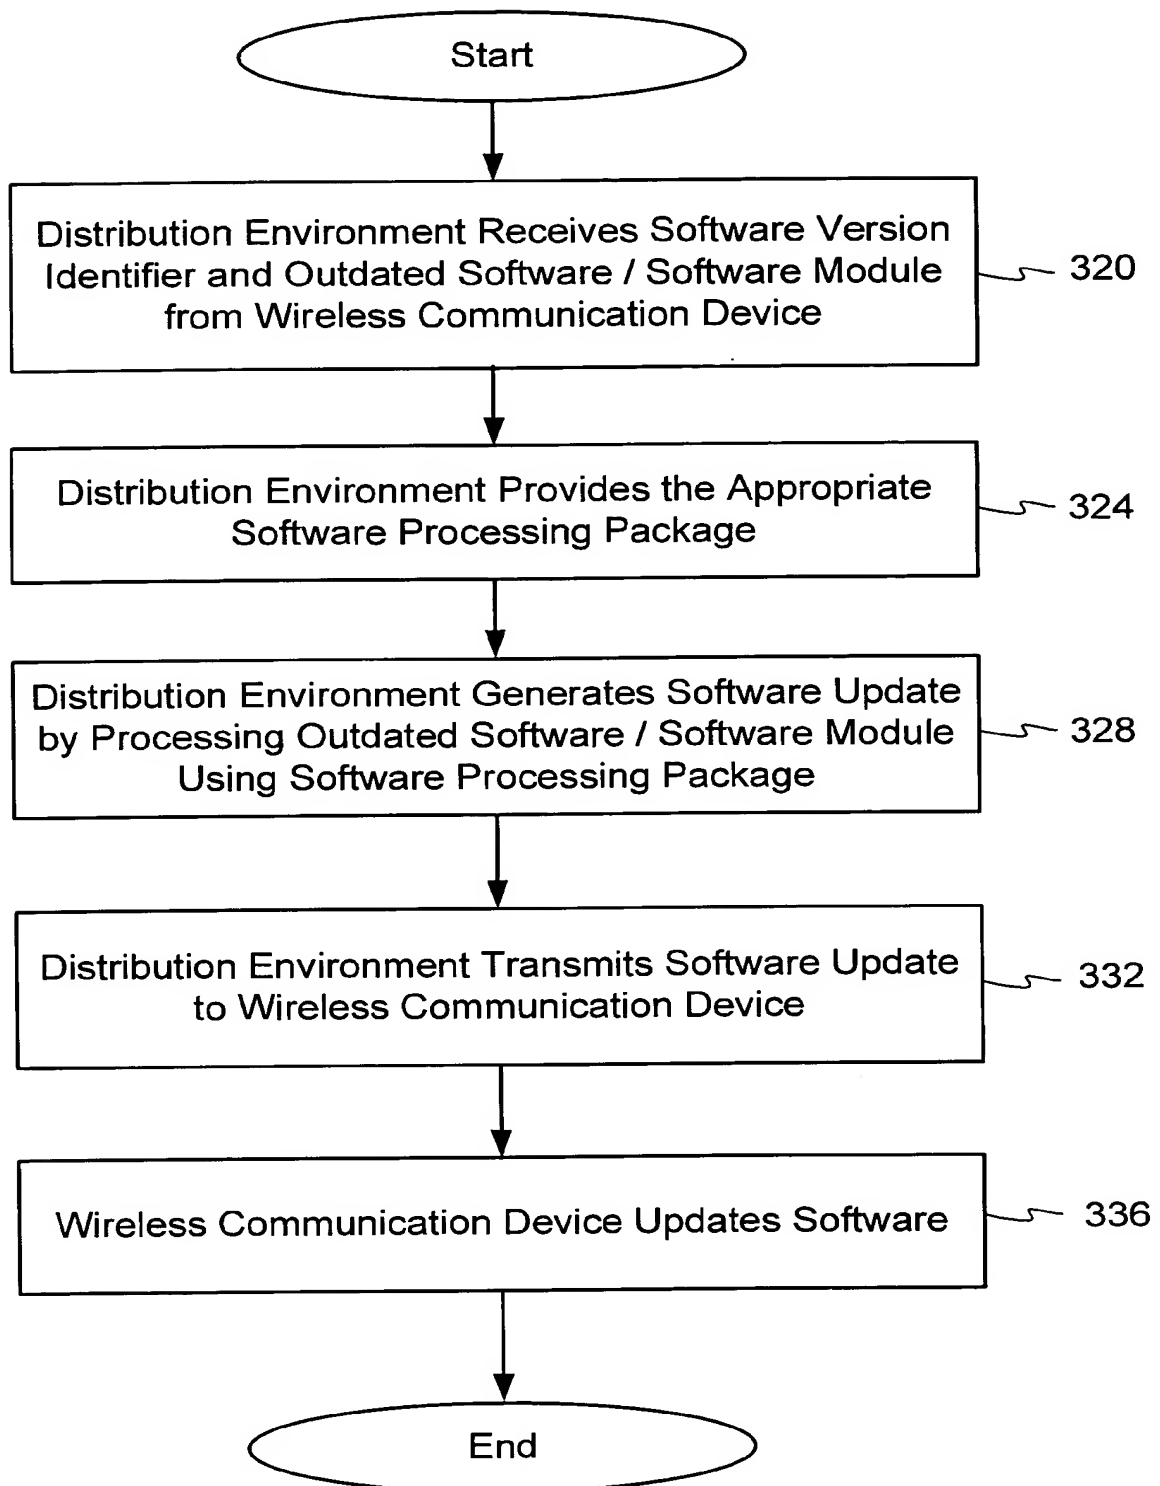 Start
Distribution Environment Receives Software Version
Identifier and Outdated Software / Software Module
from Wireless Communication Device
320
Distribution Environment Provides the Appropriate
Software Processing Package
324
Distribution Environment Generates Software Update
by Processing Outdated Software / Software Module
Using Software Processing Package
328
Distribution Environment Transmits Software Update
to Wireless Communication Device
332
Wireless Communication Device Updates Software
336
End